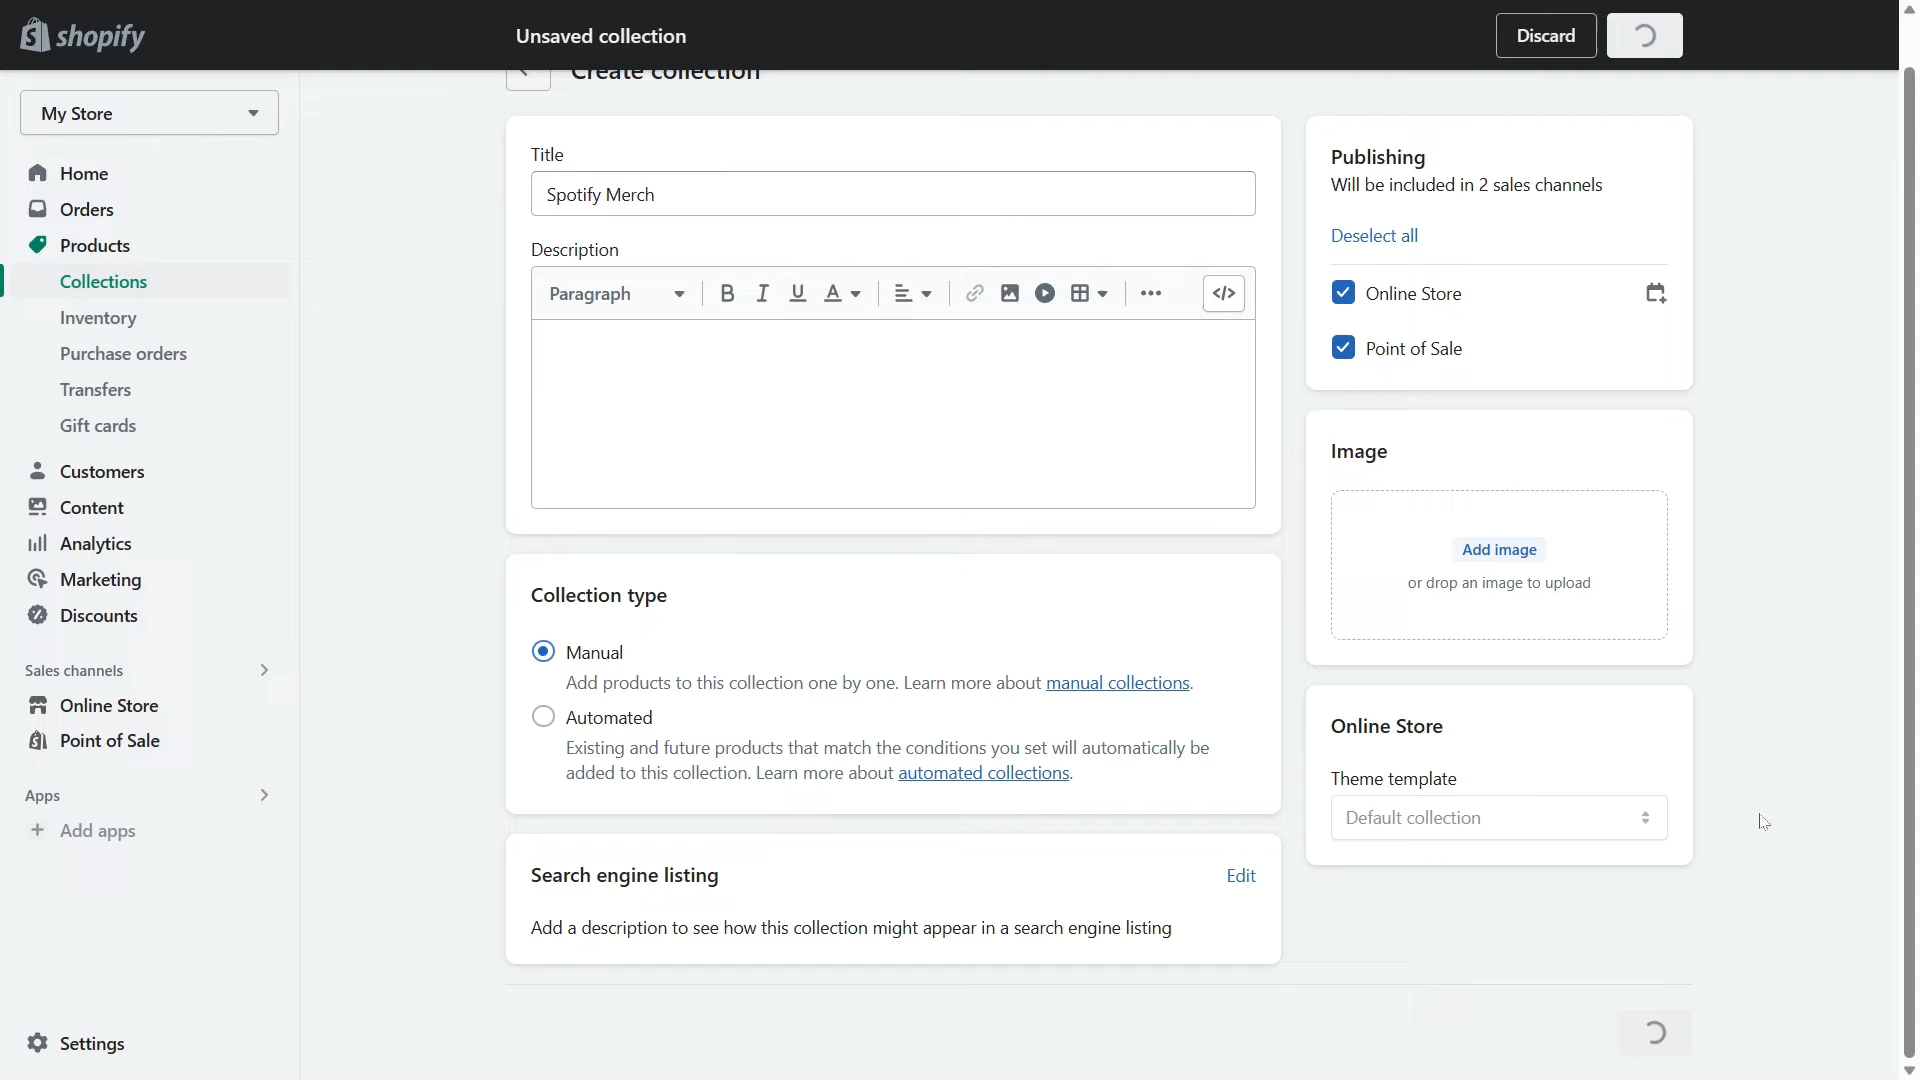 shopify
Unsaved collection
Discard
Create collection
My Store
Home
Orders
Products
Collections
Inventory
Purchase orders
Transfers
Gift cards
Customers
Content
Analytics
Marketing
Discounts
Sales channels
Online Store
Point of Sale
Apps
Add apps
Settings
Title
Spotify Merch
Description
Paragraph
Collection type
Manual
Add products to this collection one by one. Learn more about manual collections.
Automated
Existing and future products that match the conditions you set will automatically be
added to this collection. Learn more about automated collections.
Search engine listing
Edit
Add a description to see how this collection might appear in a search engine listing
Publishing
Will be included in 2 sales channels
Deselect all
Online Store
Point of Sale
Image
Add image
or drop an image to upload
Online Store
Theme template
Default collection